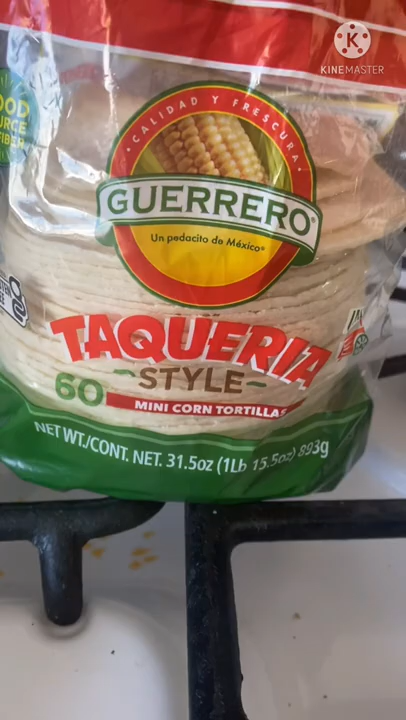 K
KINEMASTER
CALIDAD Y FRESCURA
GUERRERO®
Un pedacito de México®
TAQUERIA
STYLE
60
MINI CORN TORTILLAS
NET WT./CONT. NET. 31.5oz (1Lb 15.5oz) 893g